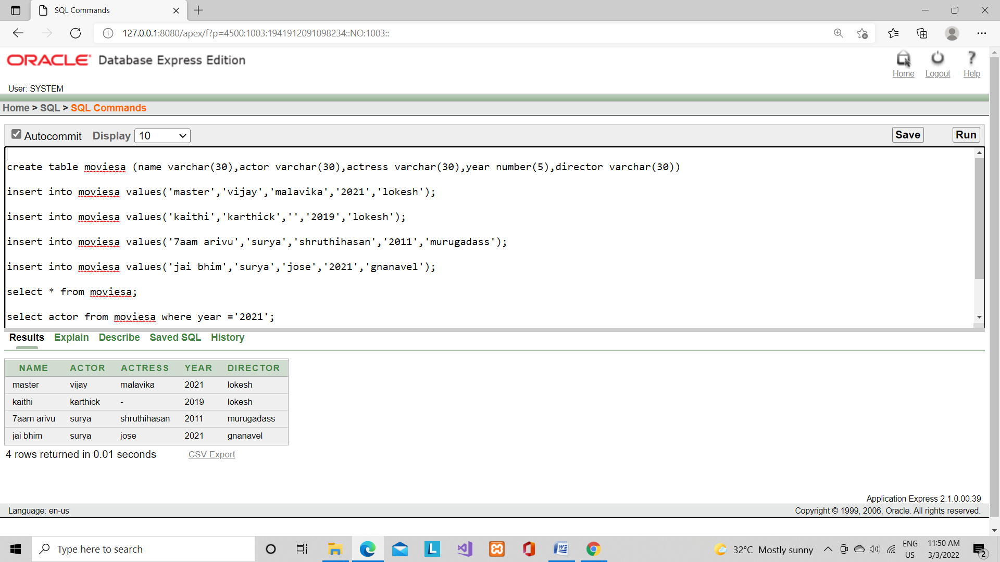 SQL Commands
127.0.0.1:8080/apex/f?p=4500:1003:1941912091098234::NO:1003::
ORACLE Database Express Edition
Home Logout Help
User: SYSTEM
Home > SQL > SQL Commands
Autocommit Display 10 Save Run
create table moviesa (name varchar(30),actor varchar(30),actress varchar(30),year number(5),director varchar(30))
insert into moviesa values('master','vijay','malavika','2021','lokesh');
insert into moviesa values('kaithi','karthick','','2019','lokesh');
insert into moviesa values('7aam arivu','surya','shruthihasan','2011','murugadass');
insert into moviesa values('jai bhim','surya','jose','2021','gnanavel');
select * from moviesa;
select actor from moviesa where year ='2021';
Results Explain Describe Saved SQL History
NAME ACTOR ACTRESS YEAR DIRECTOR
master vijay malavika 2021 lokesh
kaithi karthick - 2019 lokesh
7aam arivu surya shruthihasan 2011 murugadass
jai bhim surya jose 2021 gnanavel
4 rows returned in 0.01 seconds CSV Export
Application Express 2.1.0.00.39
Language: en-us Copyright © 1999, 2006, Oracle. All rights reserved.
Type here to search L 32°C Mostly sunny ENG US 11:50 AM 3/3/2022 2